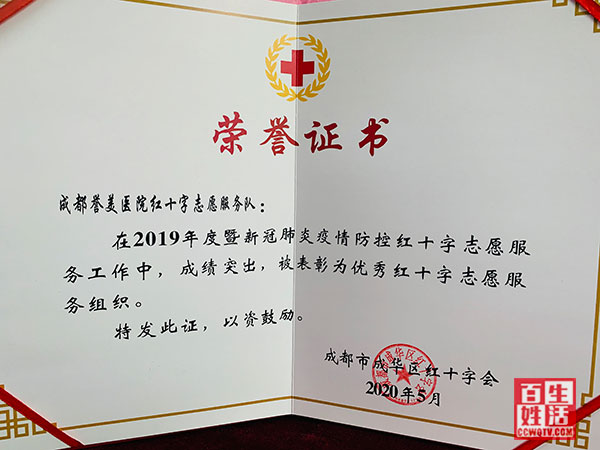 荣誉证书
成都誉美医院红十字志愿服务队：
在2019年度暨新冠肺炎疫情防控红十字志愿服
务工作中，成绩突出，被表彰为优秀红十字志愿服
务组织。
特发此证，以资鼓励。
成都市成华区红十字会
2020年5月
百姓生活
CCWQTV.COM